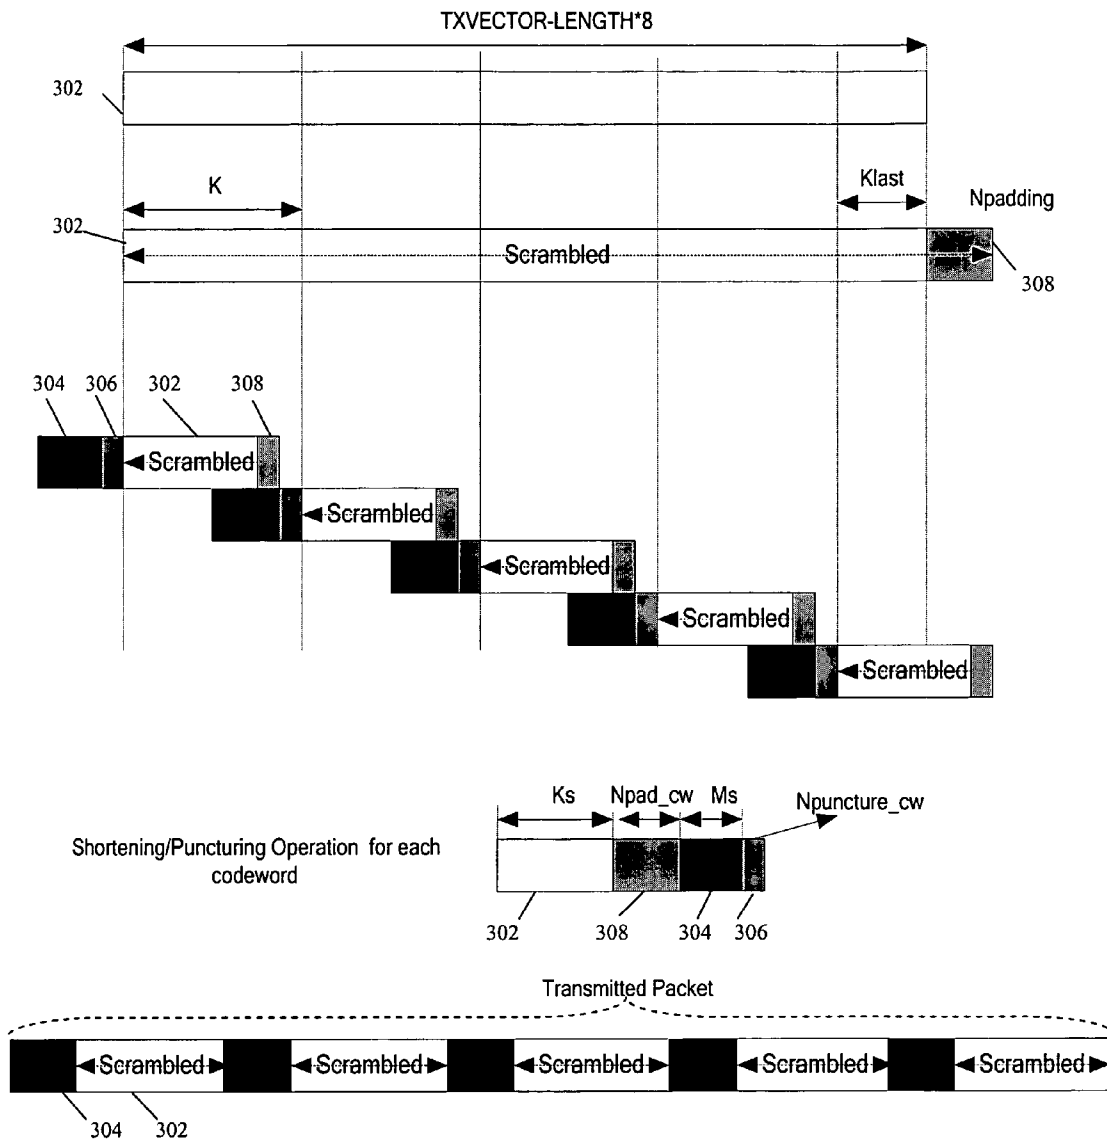 TXVECTOR-LENGTH*8
302
K
Klast
Npadding
302
Scrambled
308
304 306 302 308
Scrambled
Scrambled
Scrambled
Scrambled
Scrambled
Ks Npad_cw Ms Npuncture_cw
Shortening/Puncturing Operation for each
codeword
302 308 304 306
Transmitted Packet
Scrambled Scrambled Scrambled Scrambled Scrambled
304 302